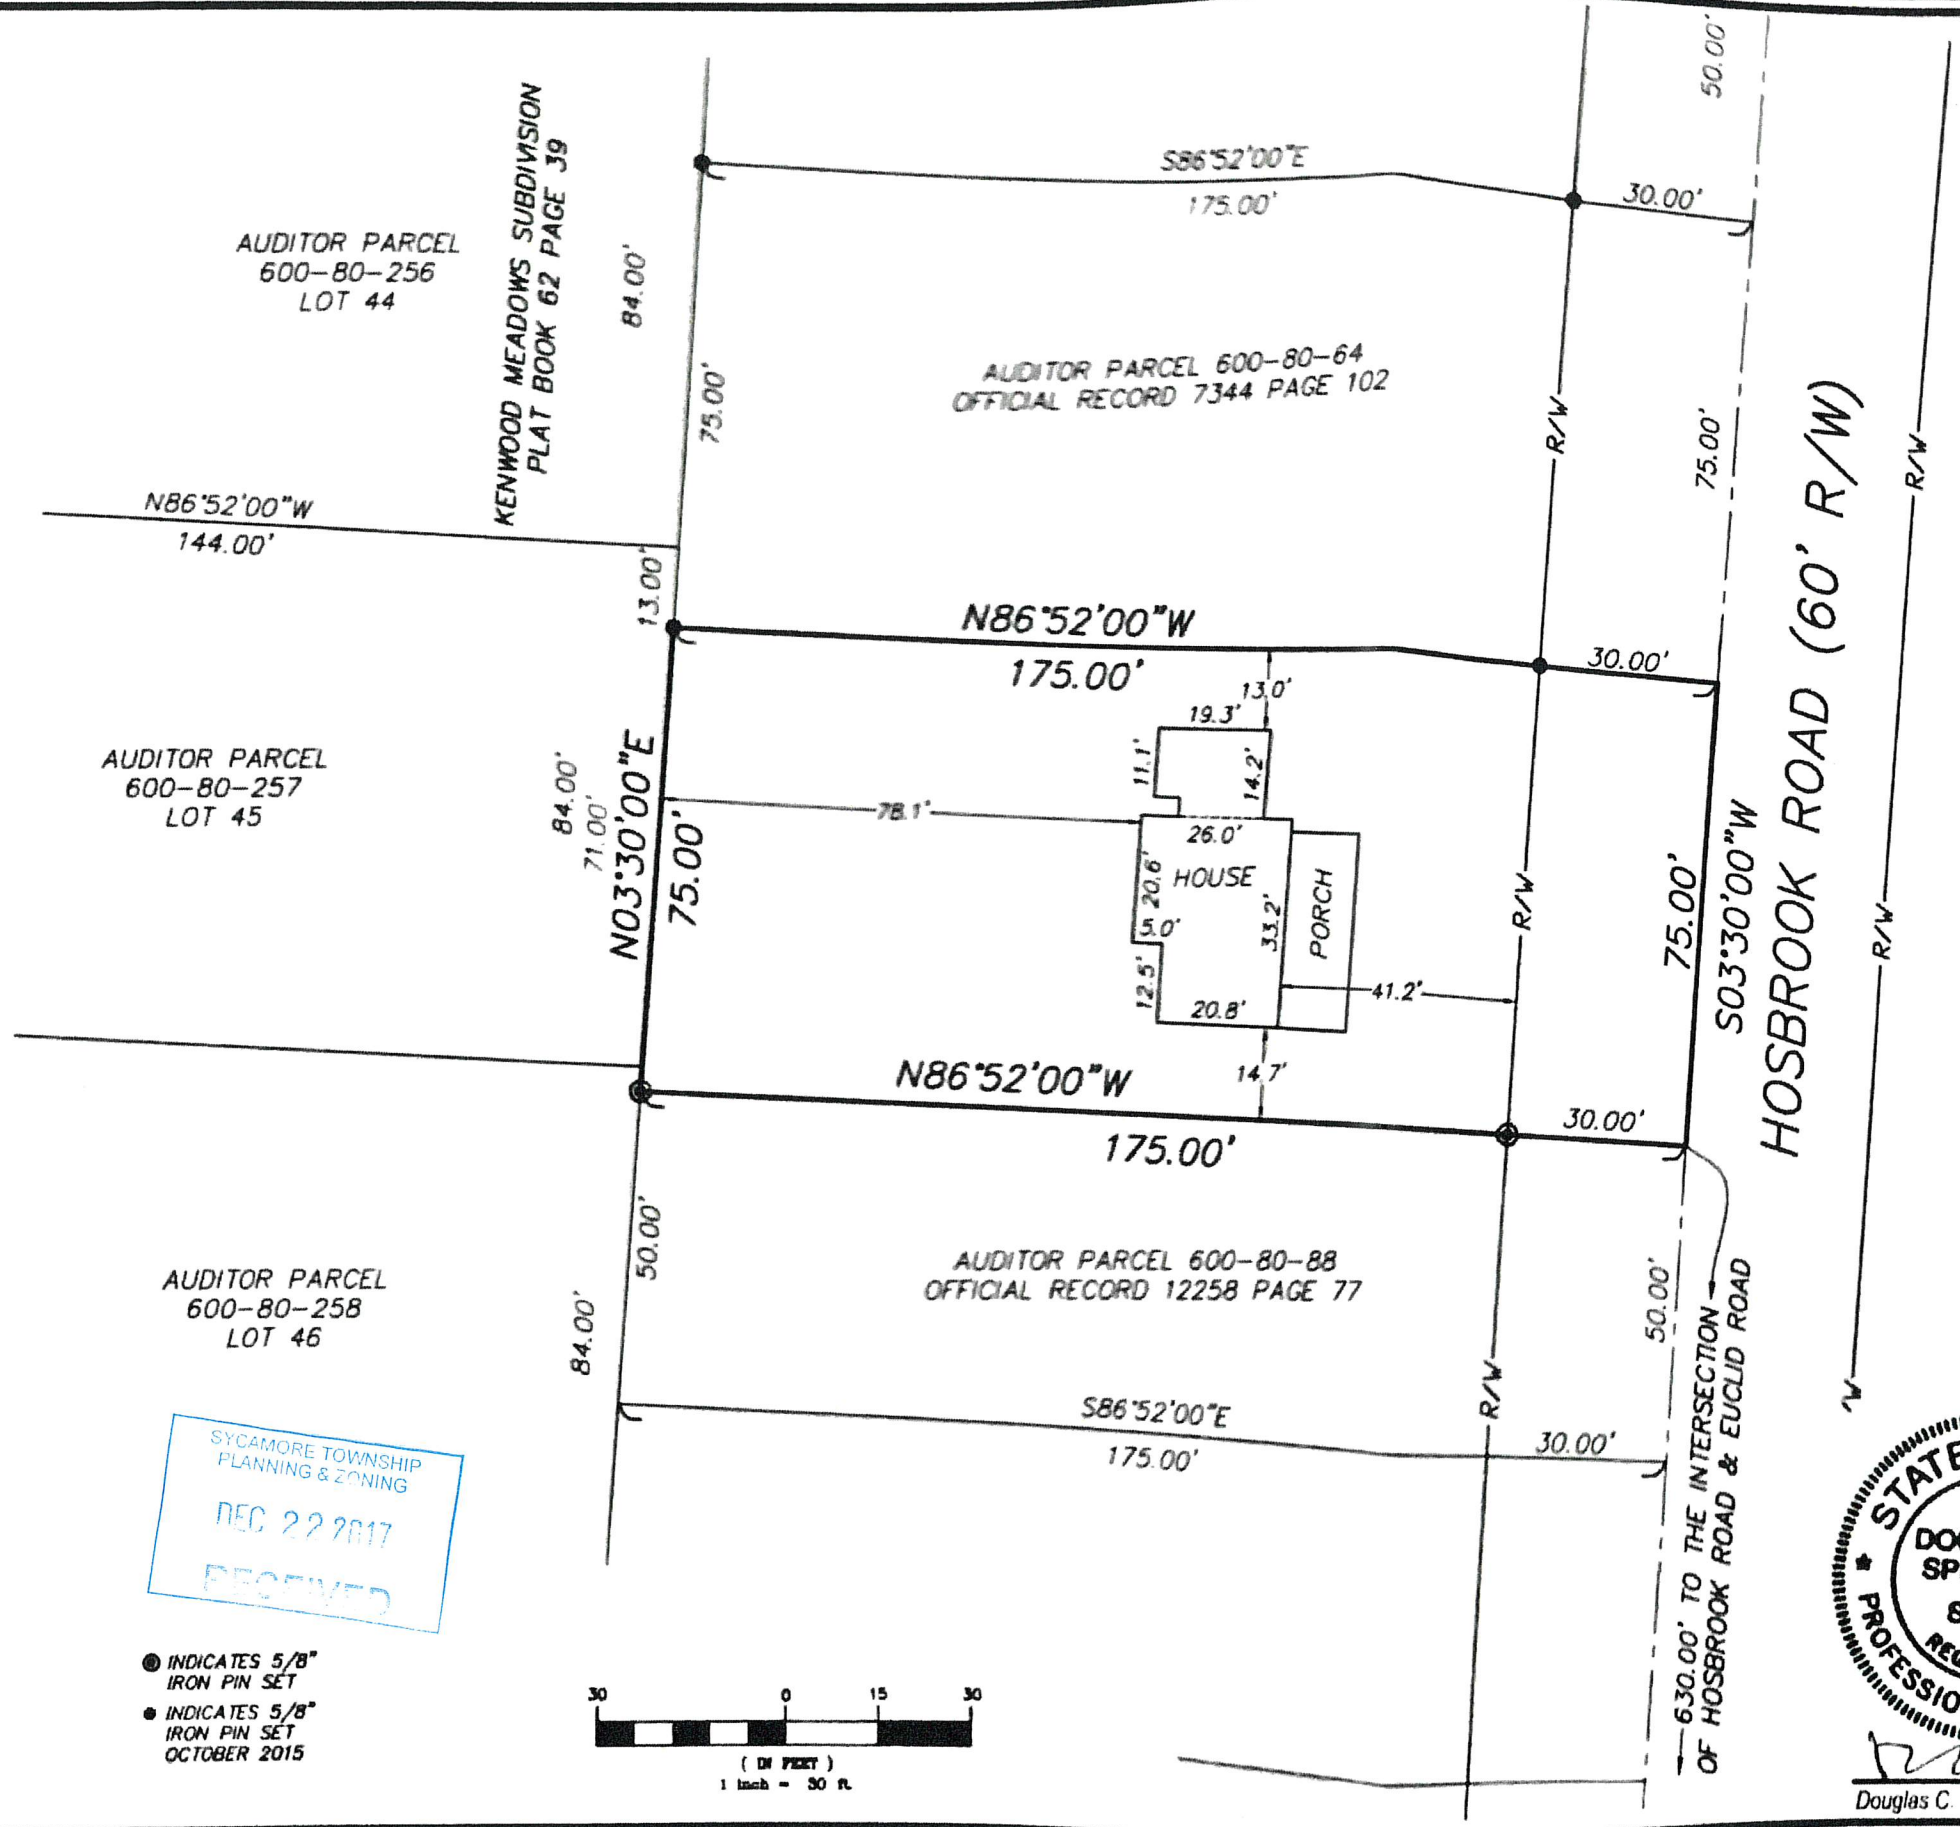 50.00'
KENWOOD MEADOWS SUBDIVISION
PLAT BOOK 62 PAGE 39
S86°52'00"E
175.00'
30.00'
AUDITOR PARCEL
600-80-256
LOT 44
84.00'
75.00'
AUDITOR PARCEL 600-80-64
OFFICIAL RECORD 7344 PAGE 102
R/W
75.00'
R/W
HOSBROOK ROAD (60' R/W)
N86°52'00"W
144.00'
13.00'
N86°52'00"W
175.00'
30.00'
13.0'
19.3'
11.1'
14.2'
AUDITOR PARCEL
600-80-257
LOT 45
84.00'
71.00'
N03°30'00"E
75.00'
78.1'
26.0'
HOUSE
20.6'
5.0'
33.2'
PORCH
12.5'
20.8'
41.2'
R/W
75.00'
S03°30'00"W
R/W
14.7'
N86°52'00"W
175.00'
30.00'
50.00'
AUDITOR PARCEL 600-80-88
OFFICIAL RECORD 12258 PAGE 77
AUDITOR PARCEL
600-80-258
LOT 46
84.00'
50.00'
R/W
S86°52'00"E
175.00'
30.00'
630.00' TO THE INTERSECTION
OF HOSBROOK ROAD & EUCLID ROAD
SYCAMORE TOWNSHIP
PLANNING & ZONING
DEC 22 2017
RECEIVED
INDICATES 5/8"
IRON PIN SET
INDICATES 5/8"
IRON PIN SET
OCTOBER 2015
30 0 15 30
( IN FEET )
1 inch = 30 ft.
STATE
PROFESSIO
Douglas C.